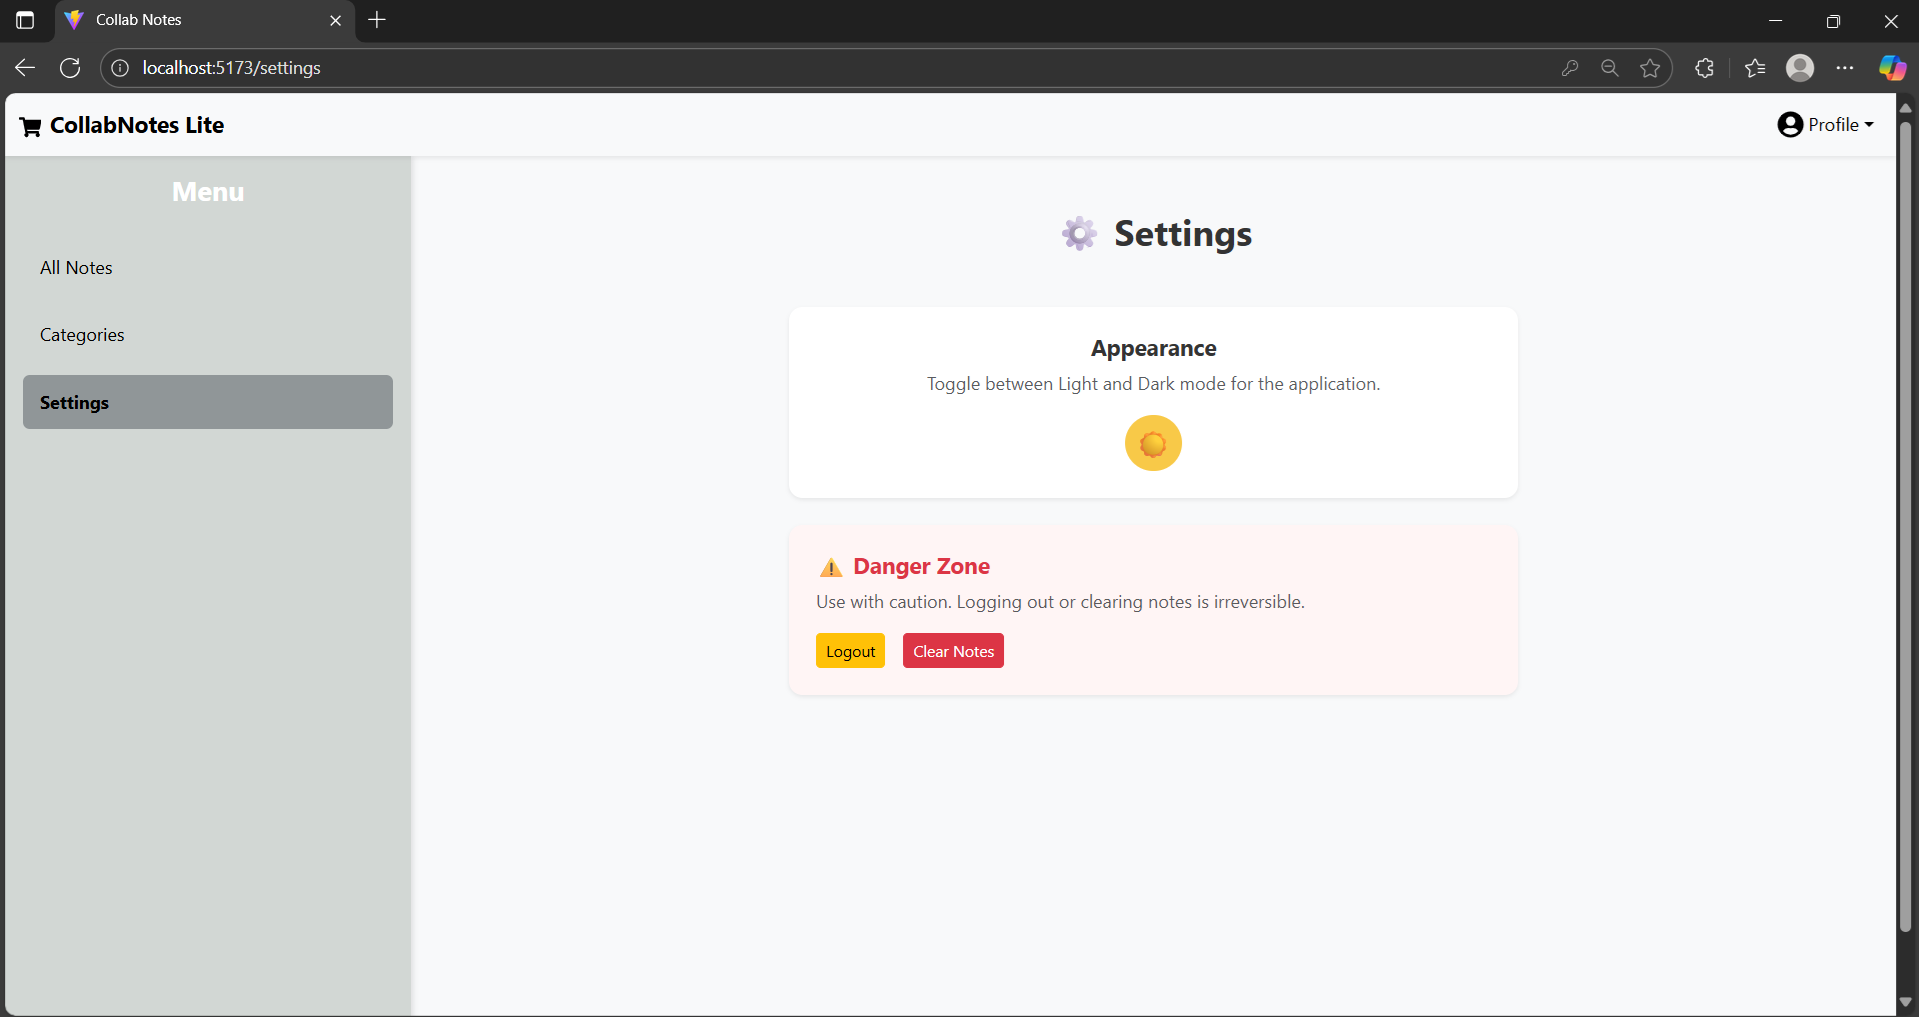 Collab Notes
localhost:5173/settings
CollabNotes Lite
Profile
Menu
All Notes
Categories
Settings
Settings
Appearance
Toggle between Light and Dark mode for the application.
Danger Zone
Use with caution. Logging out or clearing notes is irreversible.
Logout
Clear Notes